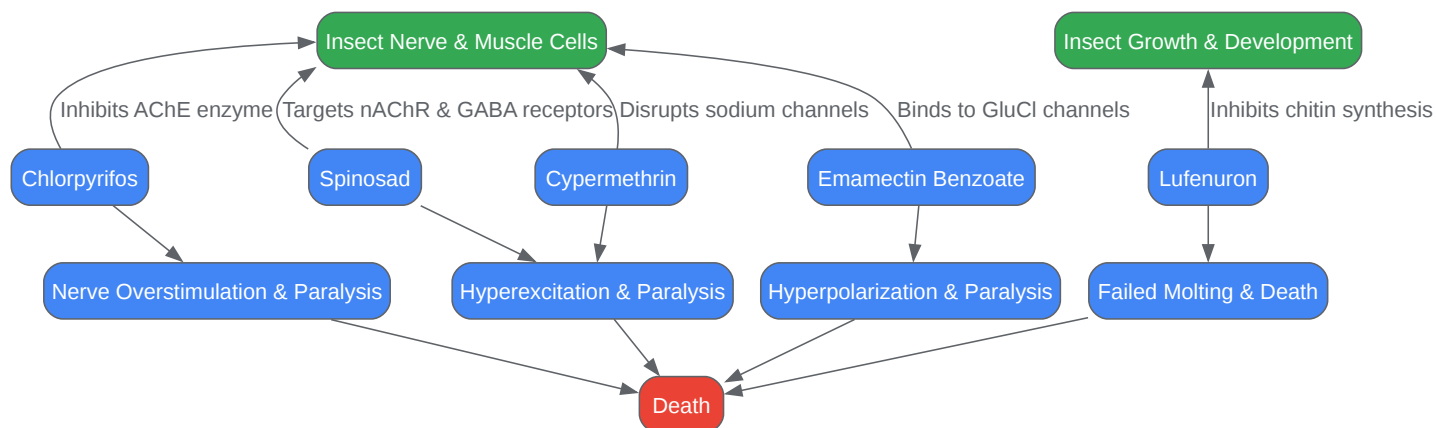 Insect Nerve & Muscle Cells
Insect Growth & Development
Inhibits AChE enzyme
Targets nAChR & GABA receptors
Disrupts sodium channels
Binds to GluCl channels
Inhibits chitin synthesis
Chlorpyrifos
Spinosad
Cypermethrin
Emamectin Benzoate
Lufenuron
Nerve Overstimulation & Paralysis
Hyperexcitation & Paralysis
Hyperpolarization & Paralysis
Failed Molting & Death
Death